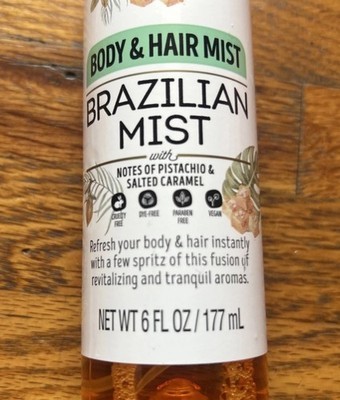 BODY & HAIR MIST
BRAZILIAN
MIST
with
NOTES OF PISTACHIO &
SALTED CARAMEL
CRUELTY FREE
DYE-FREE
PARABEN FREE
VEGAN
Refresh your body & hair instantly
with a few spritz of this fusion of
revitalizing and tranquil aromas.
NET WT 6 FL OZ / 177 mL